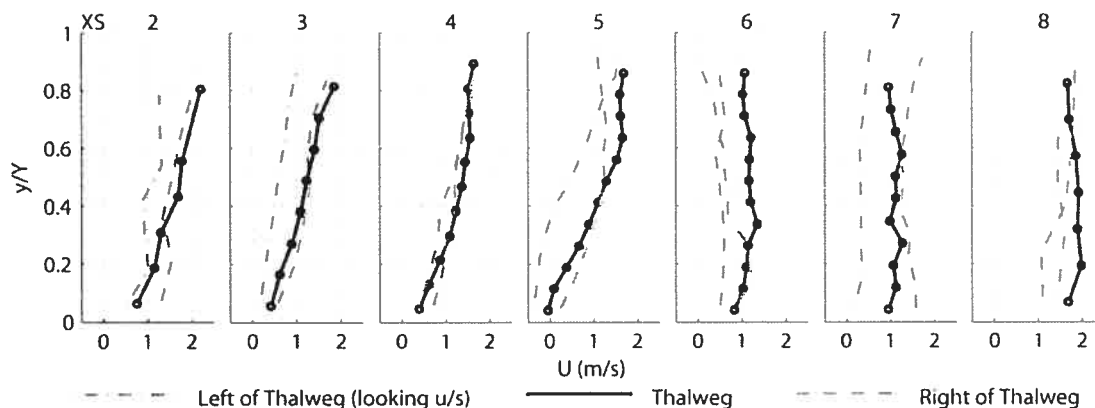 XS 2 3 4 5 6 7 8
1
0.8
0.6
y/Y
0.4
0.2
0
0 1 2 0 1 2 0 1 2 0 1 2 0 1 2 0 1 2 0 1 2
U (m/s)
Left of Thalweg (looking u/s) Thalweg Right of Thalweg